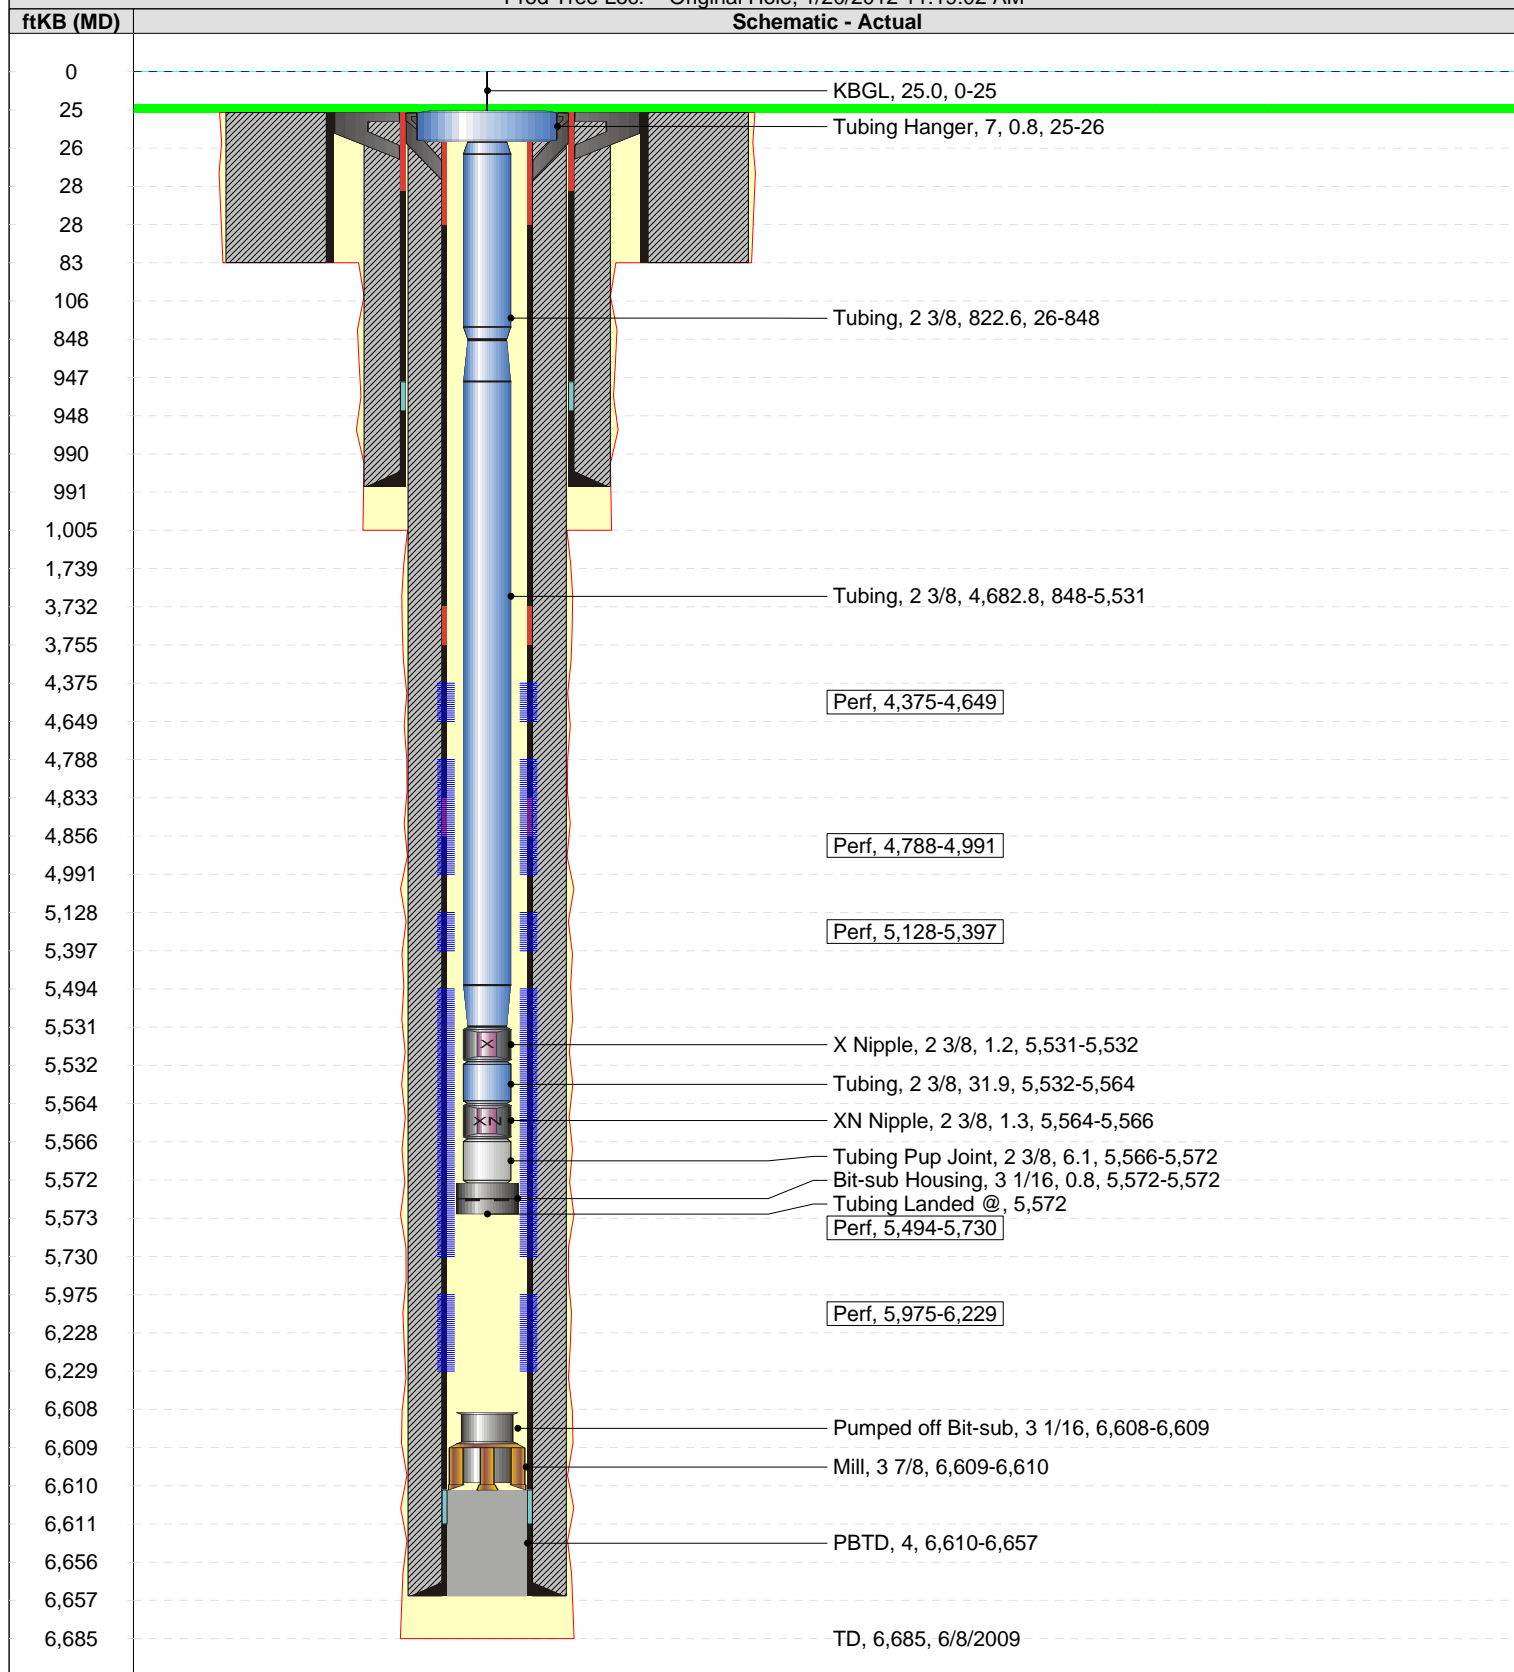 ftKB (MD) Schematic - Actual
0
KBGL, 25.0, 0-25
25
Tubing Hanger, 7, 0.8, 25-26
26
28
28
83
106
Tubing, 2 3/8, 822.6, 26-848
848
947
948
990
991
1,005
1,739
Tubing, 2 3/8, 4,682.8, 848-5,531
3,732
3,755
4,375
Perf, 4,375-4,649
4,649
4,788
4,833
4,856
Perf, 4,788-4,991
4,991
5,128
Perf, 5,128-5,397
5,397
5,494
5,531
X
X Nipple, 2 3/8, 1.2, 5,531-5,532
5,532
Tubing, 2 3/8, 31.9, 5,532-5,564
5,564
XN
XN Nipple, 2 3/8, 1.3, 5,564-5,566
5,566
Tubing Pup Joint, 2 3/8, 6.1, 5,566-5,572
5,572
Bit-sub Housing, 3 1/16, 0.8, 5,572-5,572
Tubing Landed @, 5,572
5,573
Perf, 5,494-5,730
5,730
5,975
Perf, 5,975-6,229
6,228
6,229
6,608
Pumped off Bit-sub, 3 1/16, 6,608-6,609
6,609
Mill, 3 7/8, 6,609-6,610
6,610
6,611
PBTD, 4, 6,610-6,657
6,656
6,657
6,685
TD, 6,685, 6/8/2009